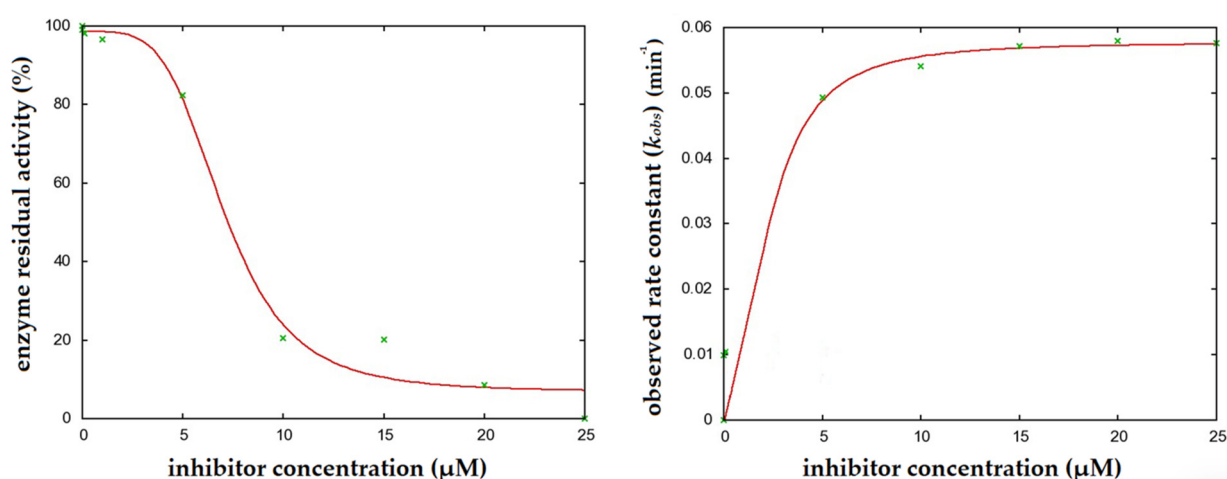 enzyme residual activity (%)
100
80
60
40
20
0
0 5 10 15 20 25
inhibitor concentration (µM)
observed rate constant (kobs) (min-1)
0.06
0.05
0.04
0.03
0.02
0.01
0
0 5 10 15 20 25
inhibitor concentration (µM)